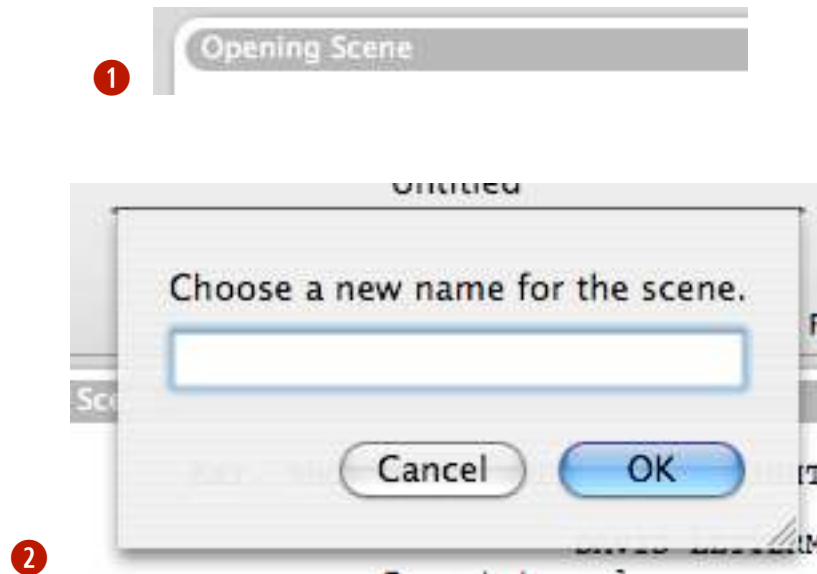 Opening Scene
1
Untitled
Choose a new name for the scene.
Cancel
OK
2